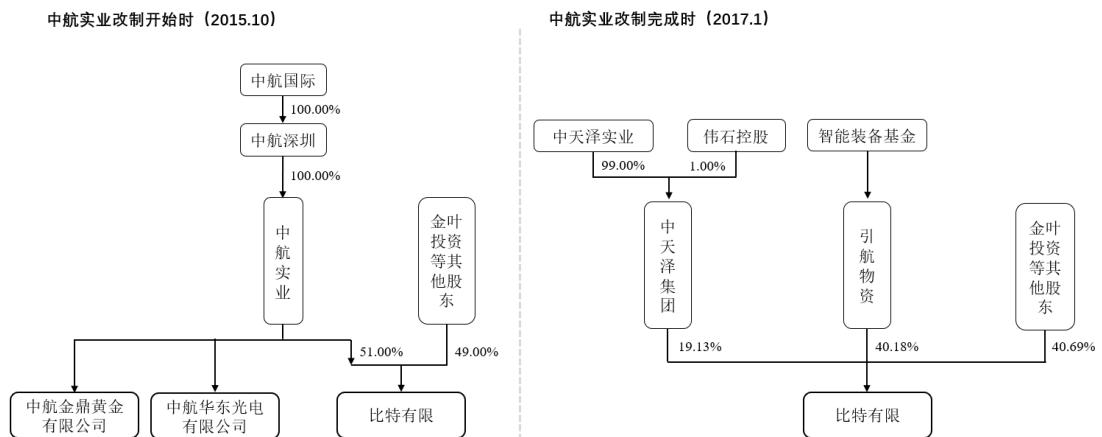 中航实业改制开始时（2015.10）
中航国际
100.00%
中航深圳
100.00%
中航实业
金叶
投资
等其
他股
东
51.00%
49.00%
中航金鼎黄金
有限公司
中航华东光电
有限公司
比特有限
中航实业改制完成时（2017.1）
中天泽实业
伟石控股
智能装备基金
99.00%
1.00%
中天泽集团
引航物资
金叶
投资
等其
他股
东
19.13%
40.18%
40.69%
比特有限